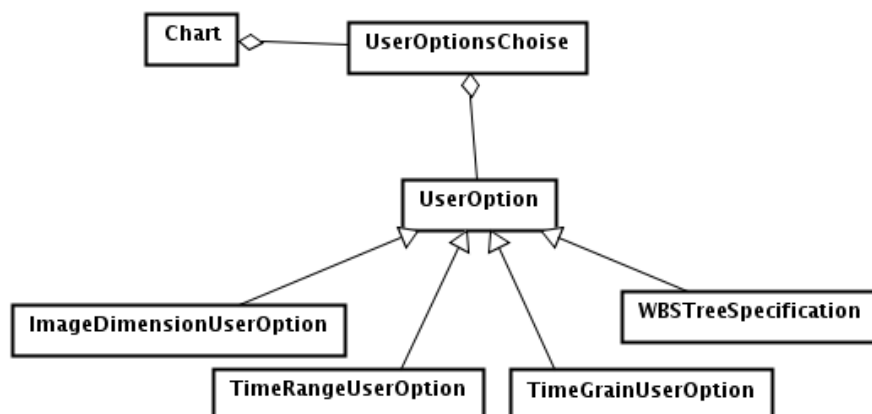 Chart
UserOptionsChoise
UserOption
ImageDimensionUserOption
WBSTreeSpecification
TimeRangeUserOption
TimeGrainUserOption